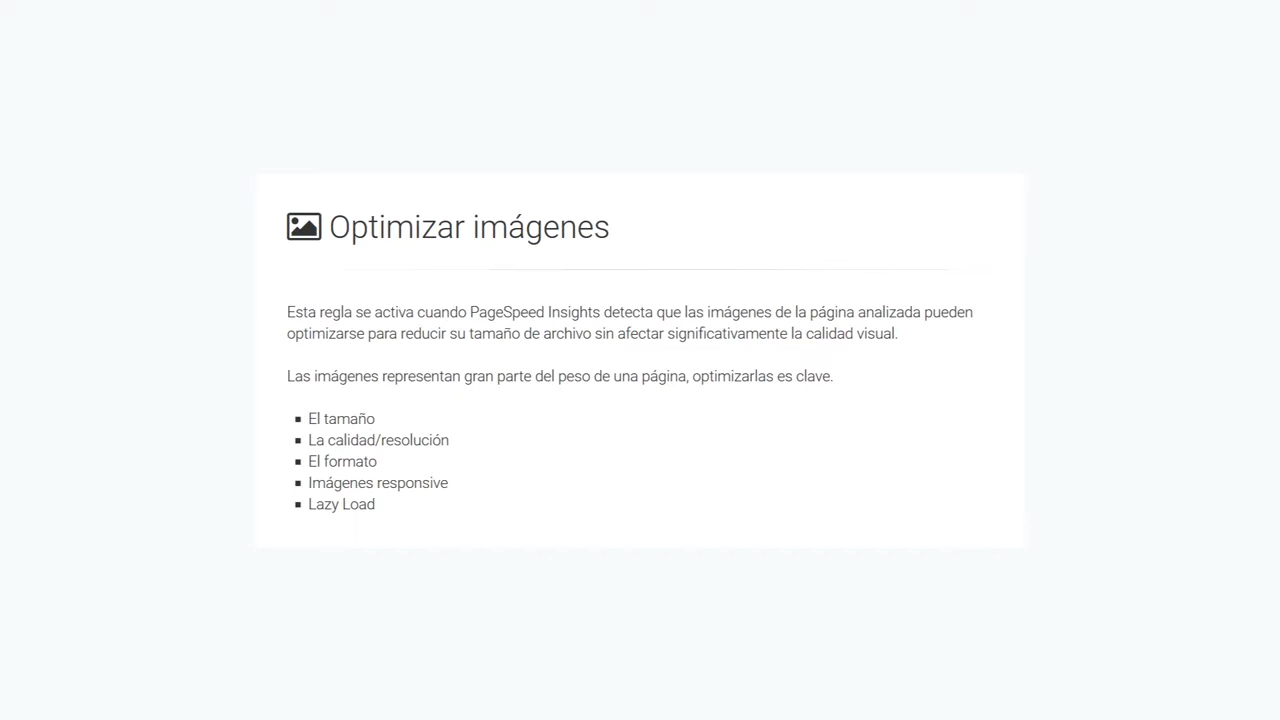 Optimizar imágenes
Esta regla se activa cuando PageSpeed Insights detecta que las imágenes de la página analizada pueden
optimizarse para reducir su tamaño de archivo sin afectar significativamente la calidad visual.
Las imágenes representan gran parte del peso de una página, optimizarlas es clave.
▪ El tamaño
▪ La calidad/resolución
▪ El formato
▪ Imágenes responsive
▪ Lazy Load